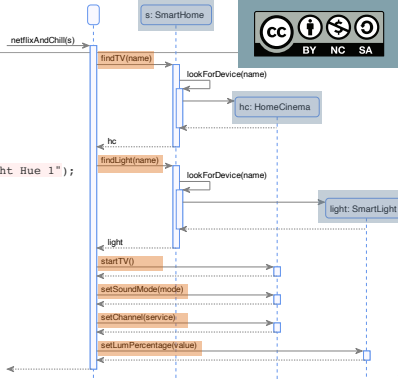 s: SmartHome
cc
BY NC SA
netflixAndChill(s)
findTV(name)
lookForDevice(name)
hc: HomeCinema
hc
findLight(name)
ht Hue 1");
lookForDevice(name)
light: SmartLight
light
startTV()
setSoundMode(mode)
setChannel(service)
setLumPercentage(value)